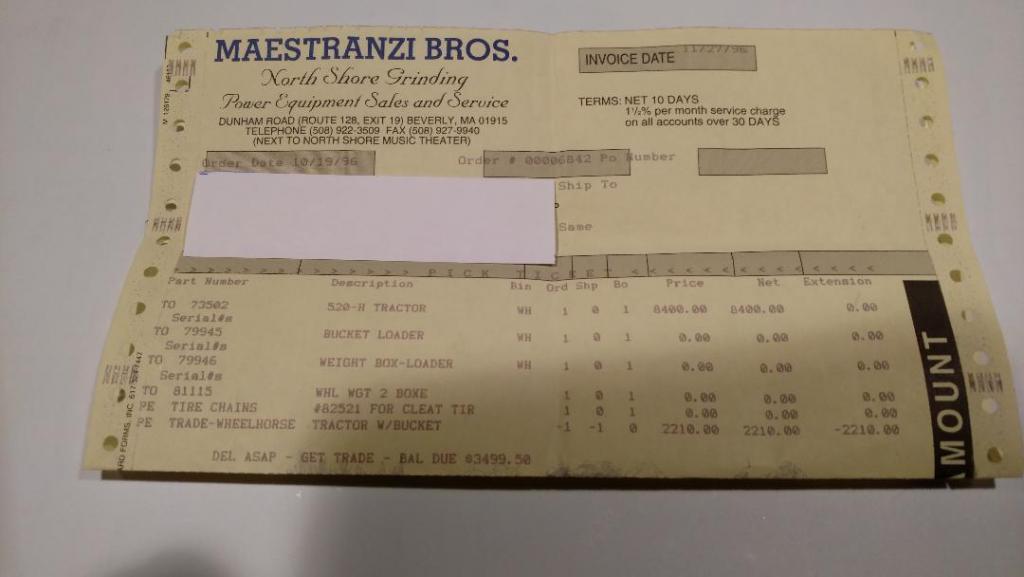 MAESTRANZI BROS.
North Shore Grinding
Power Equipment Sales and Service
DUNHAM ROAD (ROUTE 128, EXIT 19) BEVERLY, MA 01915
TELEPHONE (508) 922-3509 FAX (508) 927-9940
(NEXT TO NORTH SHORE MUSIC THEATER)
INVOICE DATE 11/27/96
TERMS: NET 10 DAYS
1½% per month service charge
on all accounts over 30 DAYS
Order Date 10/19/96 Order # 00006842 Po Number
Ship To
Same
> > > > > > > > > > PICK TICKET < < < < < < < < < <
Part Number Description Bin Ord Shp Bo Price Net Extension
TO 73502 520-H TRACTOR WH 1 0 1 8400.00 8400.00 0.00
Serial#s
TO 79945 BUCKET LOADER WH 1 0 1 0.00 0.00 0.00
Serial#s
TO 79946 WEIGHT BOX-LOADER WH 1 0 1 0.00 0.00 0.00
Serial#s
TO 81115 WHL WGT 2 BOXE 1 0 1 0.00 0.00 0.00
PE TIRE CHAINS #82521 FOR CLEAT TIR 1 0 1 0.00 0.00 0.00
PE TRADE-WHEELHORSE TRACTOR W/BUCKET -1 -1 0 2210.00 2210.00 -2210.00
DEL ASAP - GET TRADE - BAL DUE $3499.50
AMOUNT